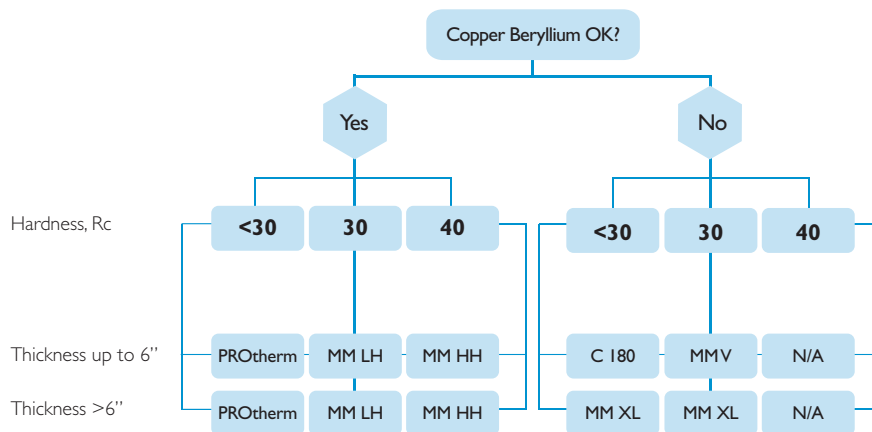 Copper Beryllium OK?
Yes No
Hardness, Rc <30 30 40 <30 30 40
Thickness up to 6” PROtherm MM LH MM HH C 180 MM V N/A
Thickness >6” PROtherm MM LH MM HH MM XL MM XL N/A